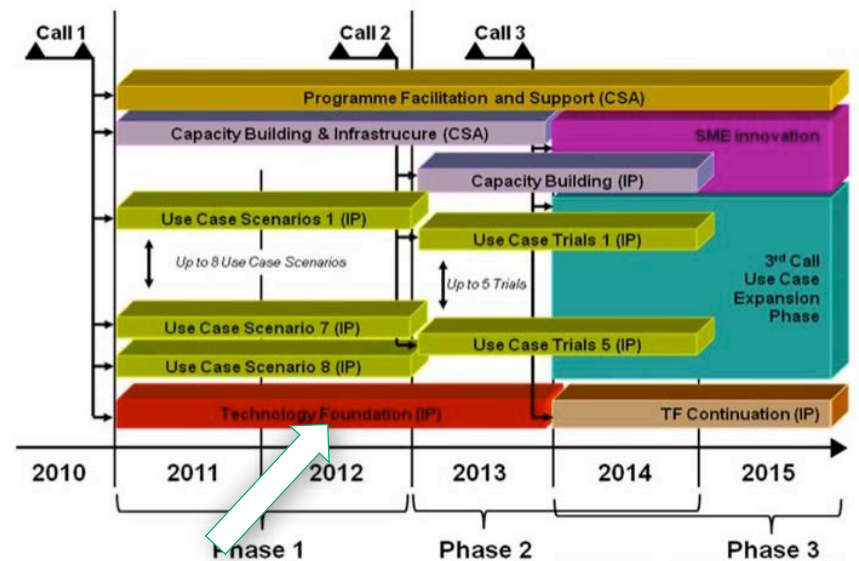 Call 1
Call 2
Call 3
Programme Facilitation and Support (CSA)
Capacity Building & Infrastrucure (CSA)
SME innovation
Capacity Building (IP)
Use Case Scenarios 1 (IP)
Use Case Trials 1 (IP)
Up to 8 Use Case Scenarios
Up to 5 Trials
3rd Call
Use Case
Expansion
Phase
Use Case Scenario 7 (IP)
Use Case Trials 5 (IP)
Use Case Scenario 8 (IP)
Technology Foundation (IP)
TF Continuation (IP)
2010 2011 2012 2013 2014 2015
Phase 1 Phase 2 Phase 3